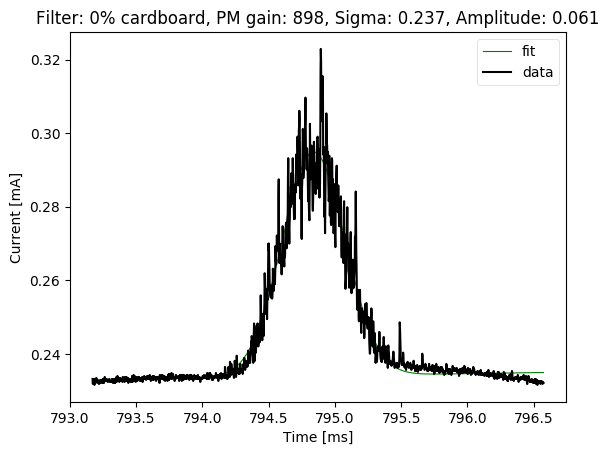 Filter: 0% cardboard, PM gain: 898, Sigma: 0.237, Amplitude: 0.061
fit
data
0.32
0.30
0.28
0.26
0.24
Current [mA]
793.0 793.5 794.0 794.5 795.0 795.5 796.0 796.5
Time [ms]